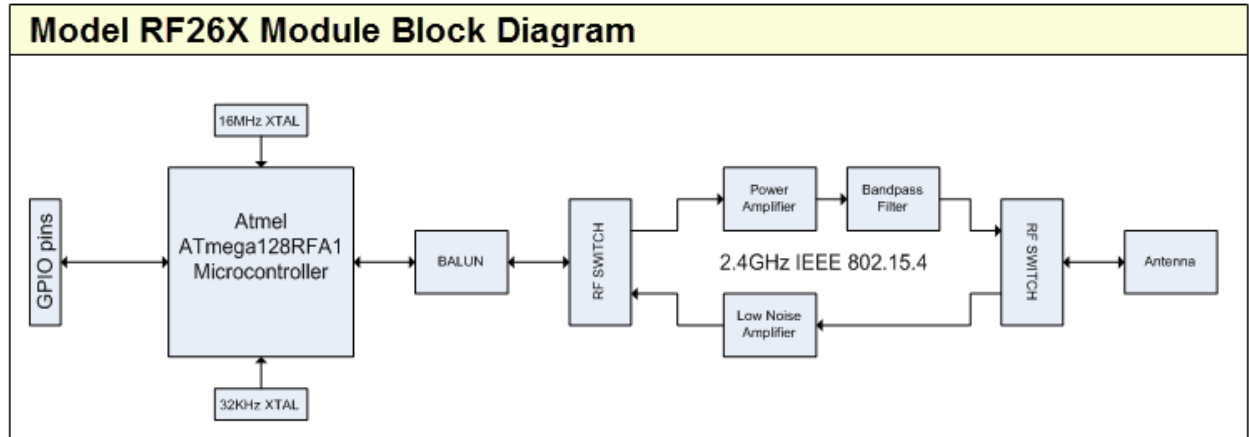 Model RF26X Module Block Diagram
16MHz XTAL
GPIO pins
Atmel
ATmega128RFA1
Microcontroller
32KHz XTAL
BALUN
RF SWITCH
Power
Amplifier
Bandpass
Filter
2.4GHz IEEE 802.15.4
Low Noise
Amplifier
RF SWITCH
Antenna